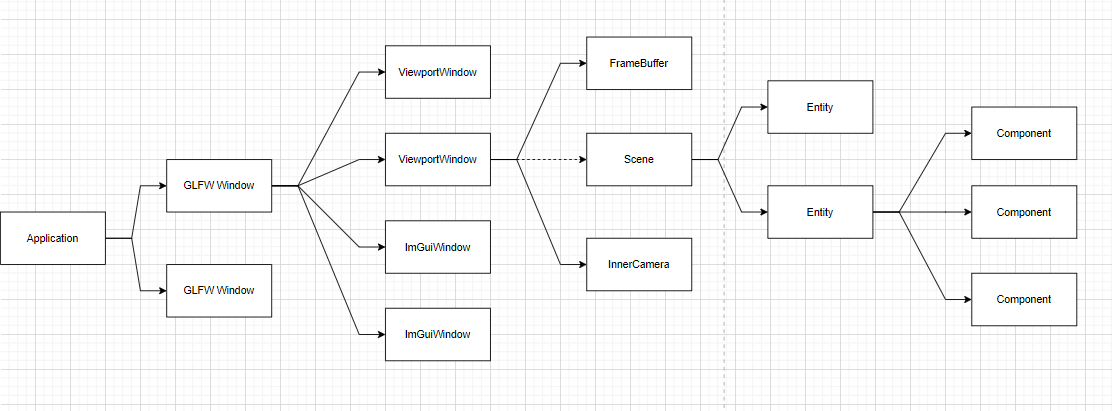 Application
GLFW Window
GLFW Window
ViewportWindow
ViewportWindow
ImGuiWindow
ImGuiWindow
FrameBuffer
Scene
InnerCamera
Entity
Entity
Component
Component
Component